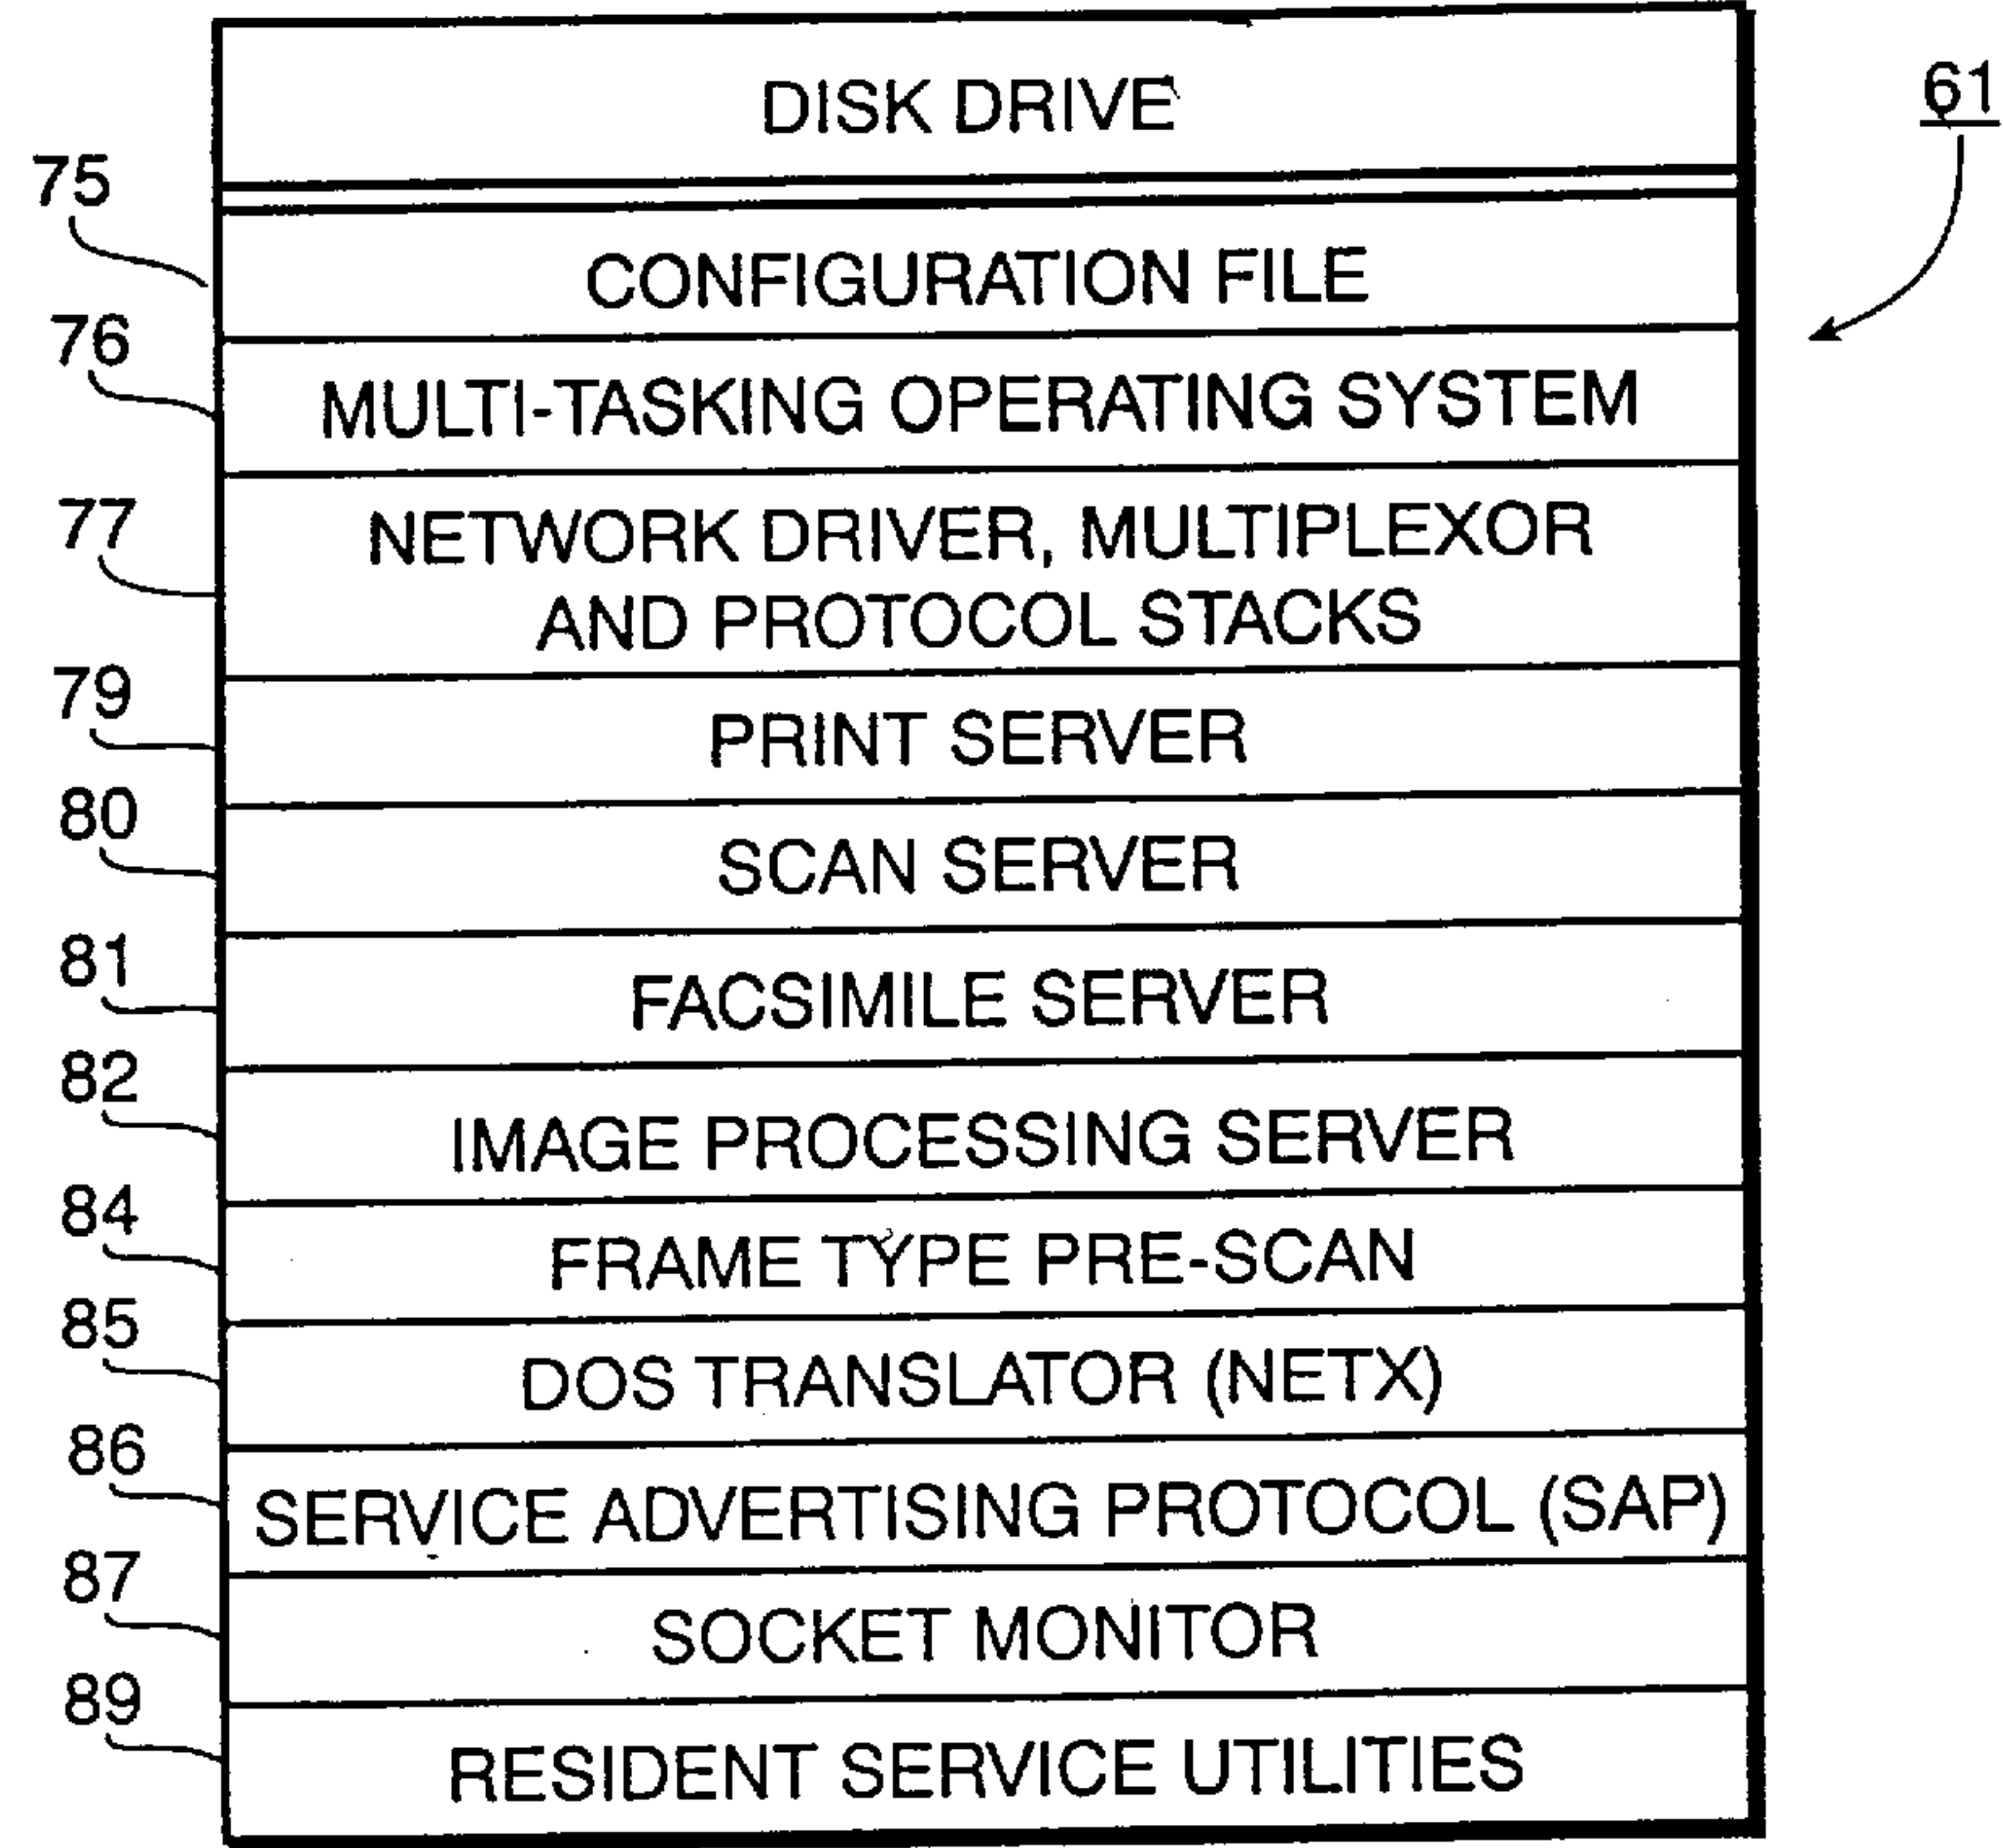 DISK DRIVE
61
75
CONFIGURATION FILE
76
MULTI-TASKING OPERATING SYSTEM
77
NETWORK DRIVER, MULTIPLEXOR
AND PROTOCOL STACKS
79
PRINT SERVER
80
SCAN SERVER
81
FACSIMILE SERVER
82
IMAGE PROCESSING SERVER
84
FRAME TYPE PRE-SCAN
85
DOS TRANSLATOR (NETX)
86
SERVICE ADVERTISING PROTOCOL (SAP)
87
SOCKET MONITOR
89
RESIDENT SERVICE UTILITIES